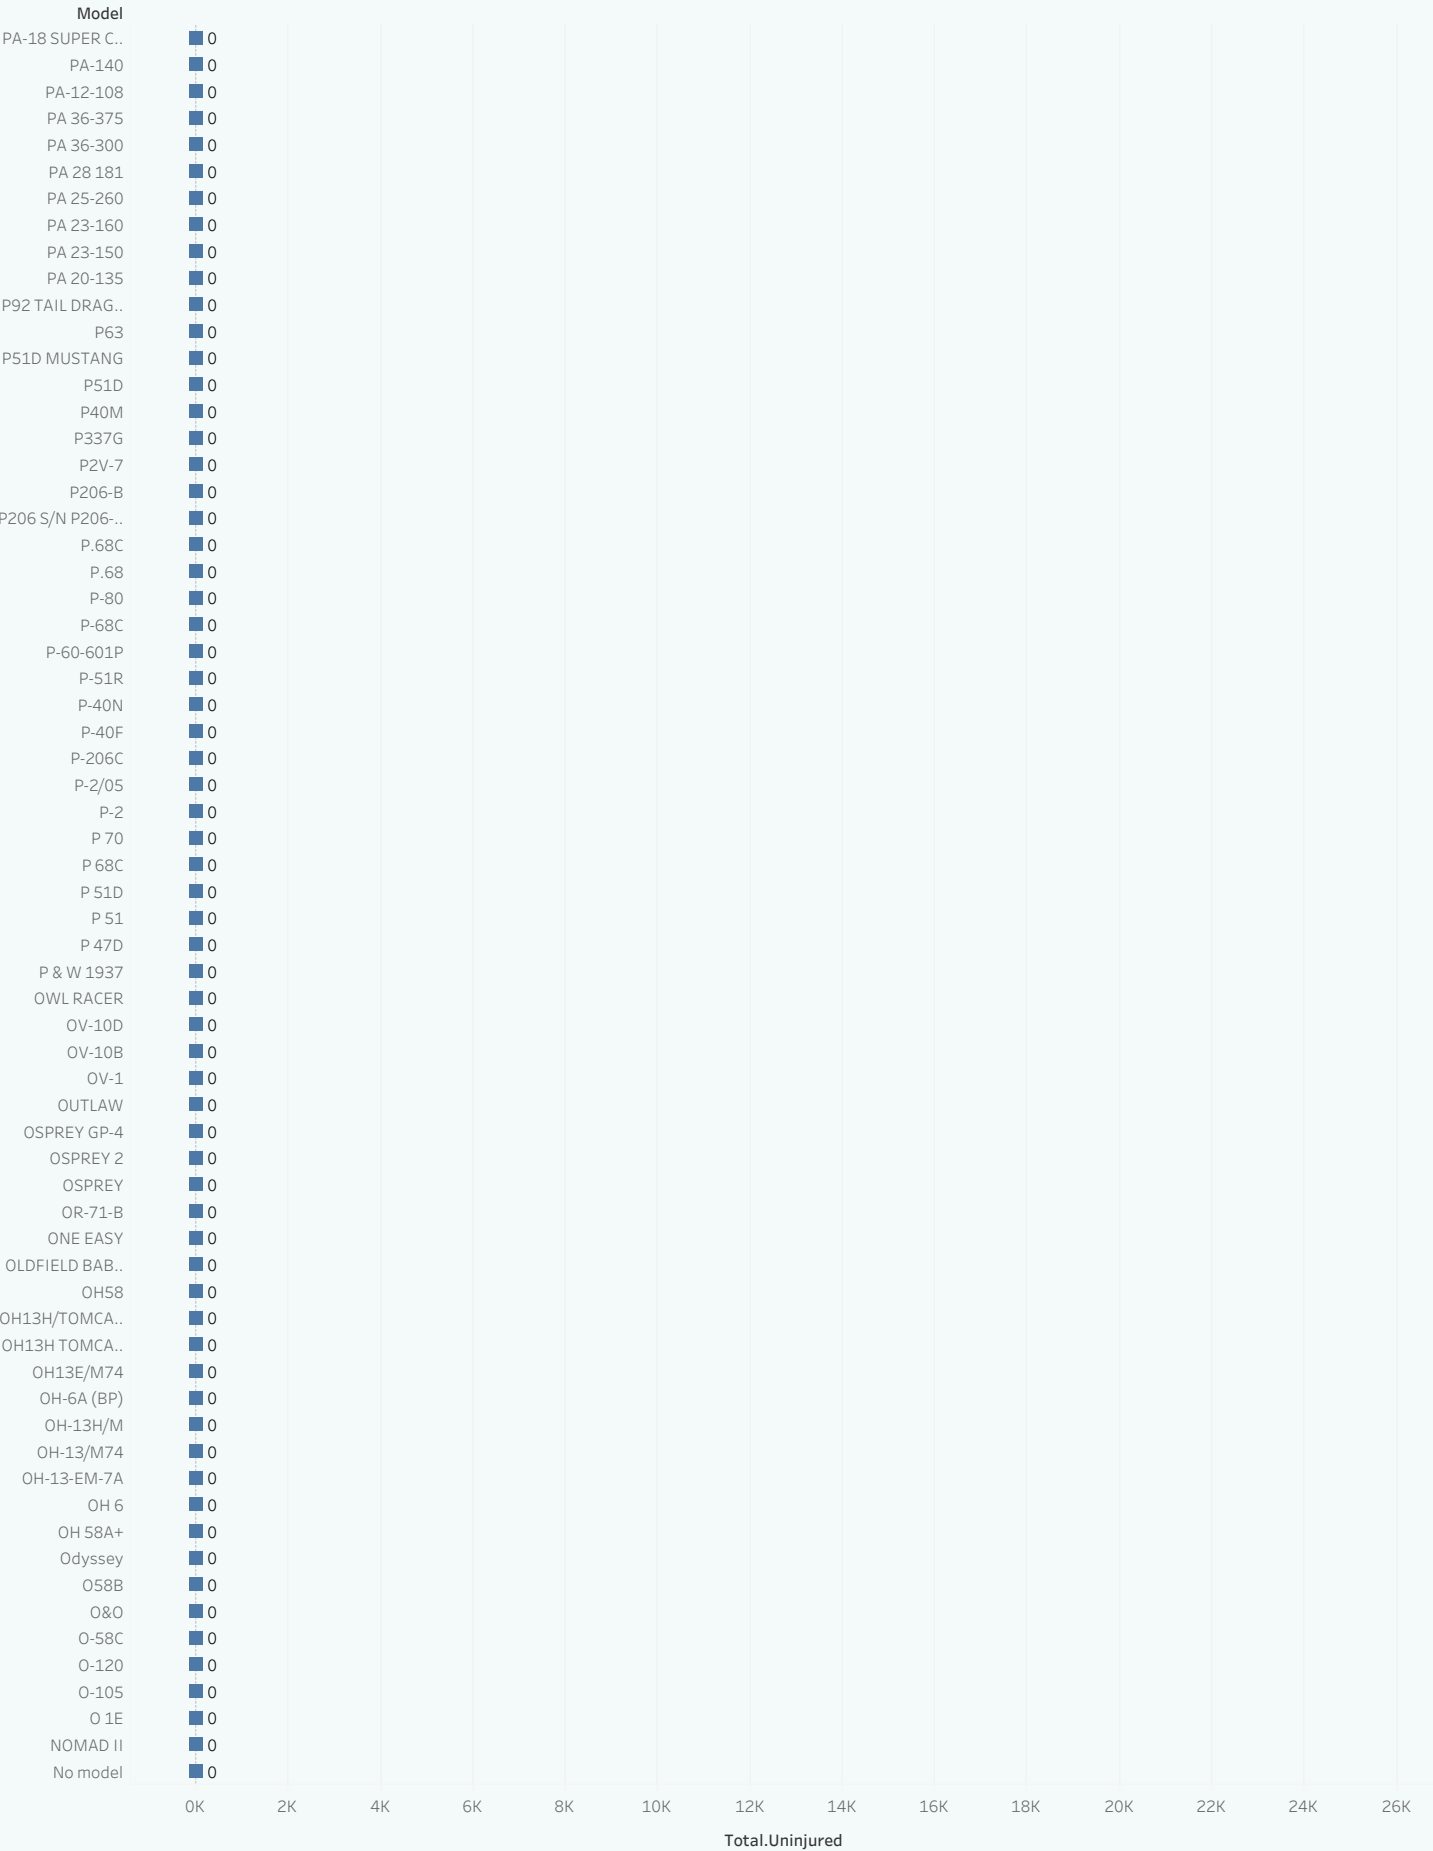 Model
PA-18 SUPER C.. 0
PA-140 0
PA-12-108 0
PA 36-375 0
PA 36-300 0
PA 28 181 0
PA 25-260 0
PA 23-160 0
PA 23-150 0
PA 20-135 0
P92 TAIL DRAG.. 0
P63 0
P51D MUSTANG 0
P51D 0
P40M 0
P337G 0
P2V-7 0
P206-B 0
P206 S/N P206-.. 0
P.68C 0
P.68 0
P-80 0
P-68C 0
P-60-601P 0
P-51R 0
P-40N 0
P-40F 0
P-206C 0
P-2/05 0
P-2 0
P 70 0
P 68C 0
P 51D 0
P 51 0
P 47D 0
P & W 1937 0
OWL RACER 0
OV-10D 0
OV-10B 0
OV-1 0
OUTLAW 0
OSPREY GP-4 0
OSPREY 2 0
OSPREY 0
OR-71-B 0
ONE EASY 0
OLDFIELD BAB.. 0
OH58 0
OH13H/TOMCA.. 0
OH13H TOMCA.. 0
OH13E/M74 0
OH-6A (BP) 0
OH-13H/M 0
OH-13/M74 0
OH-13-EM-7A 0
OH 6 0
OH 58A+ 0
Odyssey 0
O58B 0
O&O 0
O-58C 0
O-120 0
O-105 0
O 1E 0
NOMAD II 0
No model 0
0K 2K 4K 6K 8K 10K 12K 14K 16K 18K 20K 22K 24K 26K
Total.Uninjured